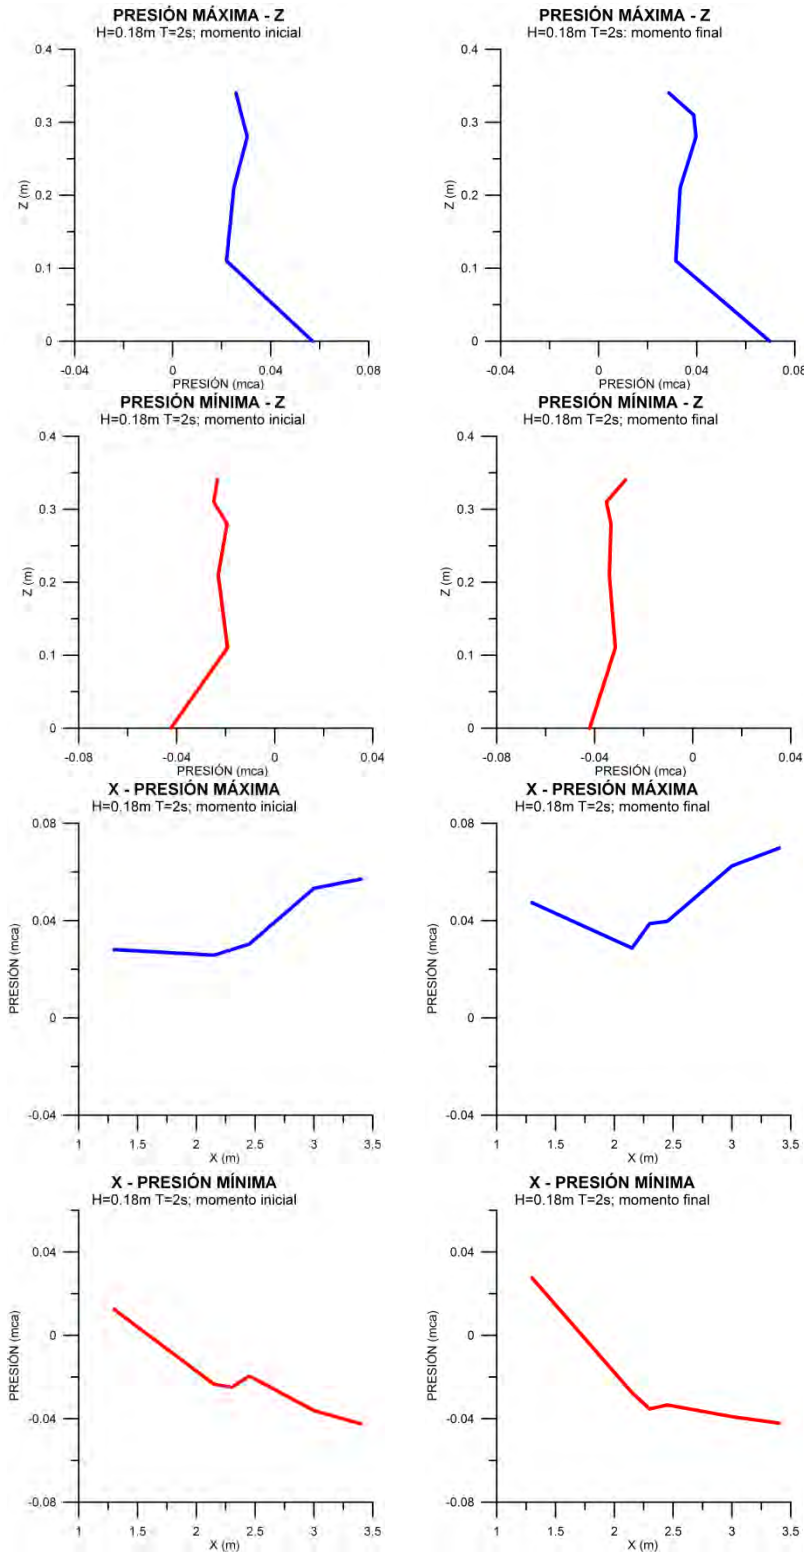 PRESIÓN MÁXIMA - Z
H=0.18m T=2s; momento inicial
0.4
0.3
0.2
0.1
0
Z (m)
-0.04 0 0.04 0.08
PRESIÓN (mca)
PRESIÓN MÁXIMA - Z
H=0.18m T=2s: momento final
0.4
0.3
0.2
0.1
0
Z (m)
-0.04 0 0.04 0.08
PRESIÓN (mca)
PRESIÓN MÍNIMA - Z
H=0.18m T=2s; momento inicial
0.4
0.3
0.2
0.1
0
Z (m)
-0.08 -0.04 0 0.04
PRESIÓN (mca)
PRESIÓN MÍNIMA - Z
H=0.18m T=2s; momento final
0.4
0.3
0.2
0.1
0
Z (m)
-0.08 -0.04 0 0.04
PRESIÓN (mca)
X - PRESIÓN MÁXIMA
H=0.18m T=2s; momento inicial
0.08
0.04
0
-0.04
PRESIÓN (mca)
1 1.5 2 2.5 3 3.5
X (m)
X - PRESIÓN MÁXIMA
H=0.18m T=2s; momento final
0.08
0.04
0
-0.04
PRESIÓN (mca)
1 1.5 2 2.5 3 3.5
X (m)
X - PRESIÓN MÍNIMA
H=0.18m T=2s; momento inicial
0.04
0
-0.04
-0.08
PRESIÓN (mca)
1 1.5 2 2.5 3 3.5
X (m)
X - PRESIÓN MÍNIMA
H=0.18m T=2s; momento final
0.04
0
-0.04
-0.08
PRESIÓN (mca)
1 1.5 2 2.5 3 3.5
X (m)